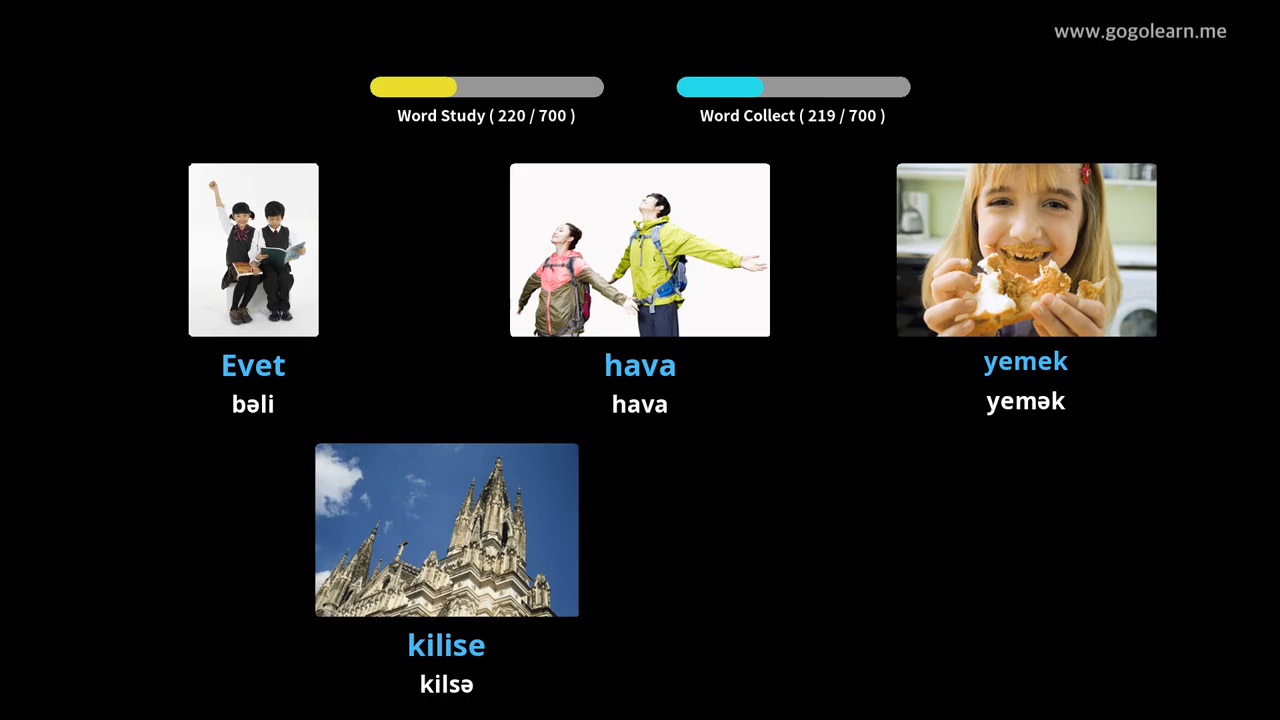 www.gogolearn.me
Word Study ( 220 / 700 )
Word Collect ( 219 / 700 )
Evet
bəli
hava
hava
yemek
yemək
kilise
kilsə